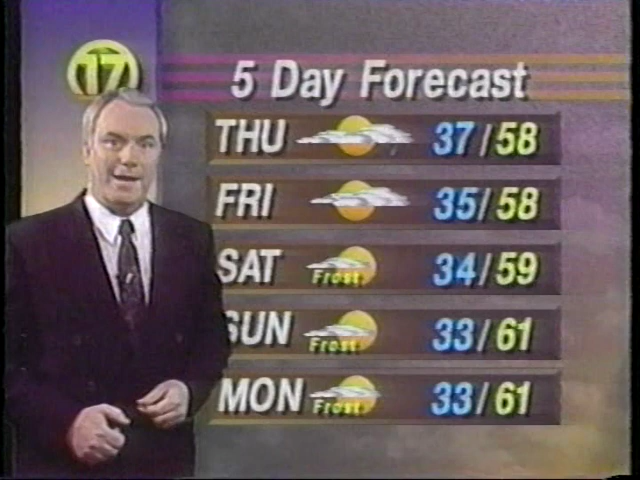 17
5 Day Forecast
THU 37/58
FRI 35/58
SAT Frost 34/59
SUN Frost 33/61
MON Frost 33/61